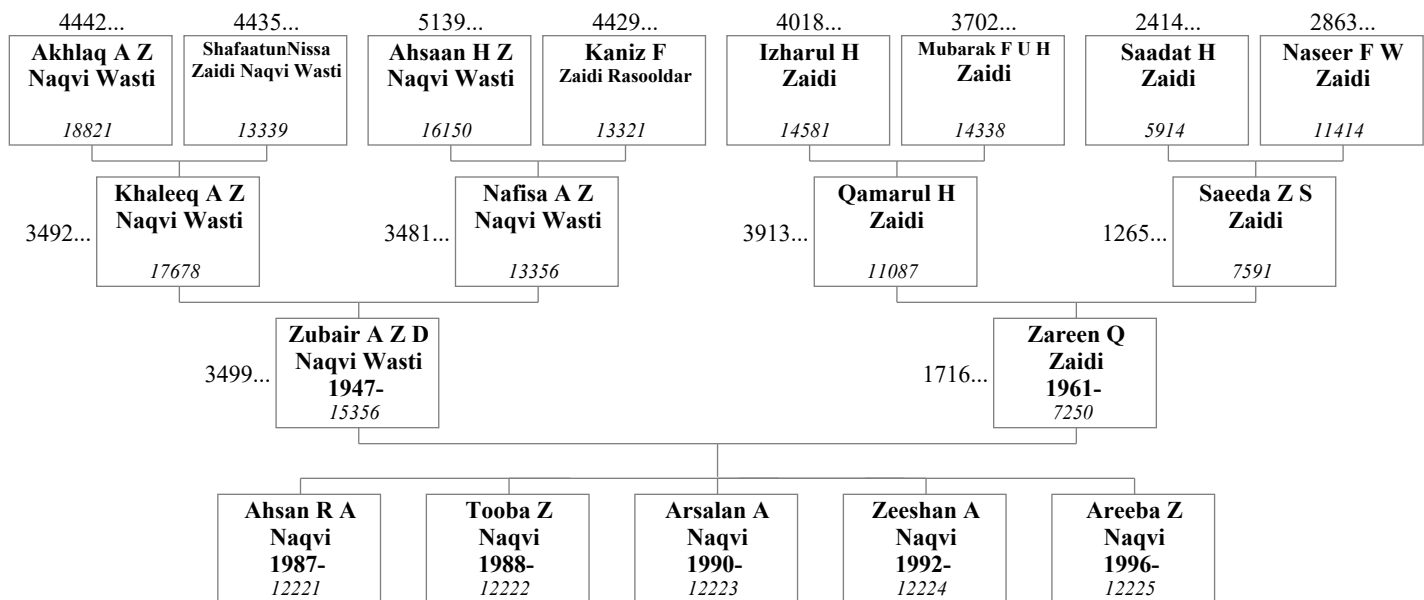 4442... 4435... 5139... 4429... 4018... 3702... 2414... 2863...
Akhlaq A Z
Naqvi Wasti
18821
ShafaatunNissa
Zaidi Naqvi Wasti
13339
Ahsaan H Z
Naqvi Wasti
16150
Kaniz F
Zaidi Rasooldar
13321
Izharul H
Zaidi
14581
Mubarak F U H
Zaidi
14338
Saadat H
Zaidi
5914
Naseer F W
Zaidi
11414
3492...
Khaleeq A Z
Naqvi Wasti
17678
3481...
Nafisa A Z
Naqvi Wasti
13356
3913...
Qamarul H
Zaidi
11087
1265...
Saeeda Z S
Zaidi
7591
3499...
Zubair A Z D
Naqvi Wasti
1947-
15356
1716...
Zareen Q
Zaidi
1961-
7250
Ahsan R A
Naqvi
1987-
12221
Tooba Z
Naqvi
1988-
12222
Arsalan A
Naqvi
1990-
12223
Zeeshan A
Naqvi
1992-
12224
Areeba Z
Naqvi
1996-
12225